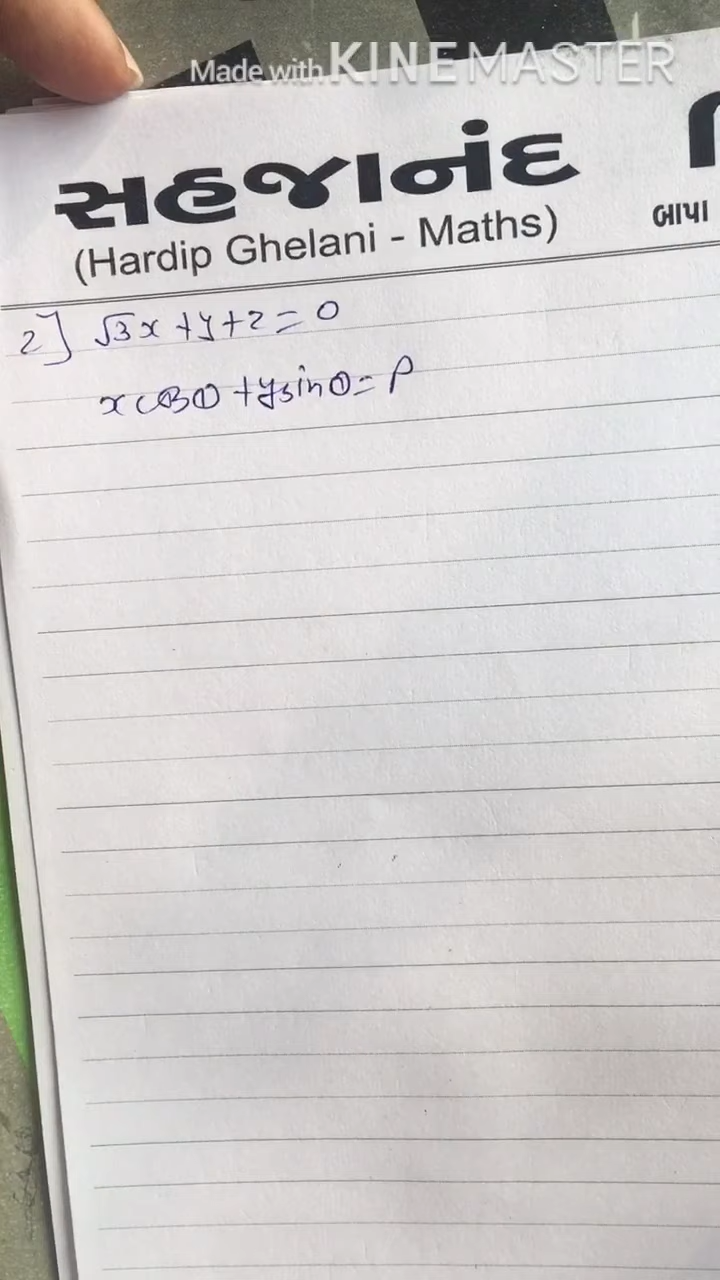 Made with KINEMASTER
સહજાનંદ
(Hardip Ghelani - Maths)
બાપા
2] √3x + y + 2 = 0
x cosθ + y sinθ = p